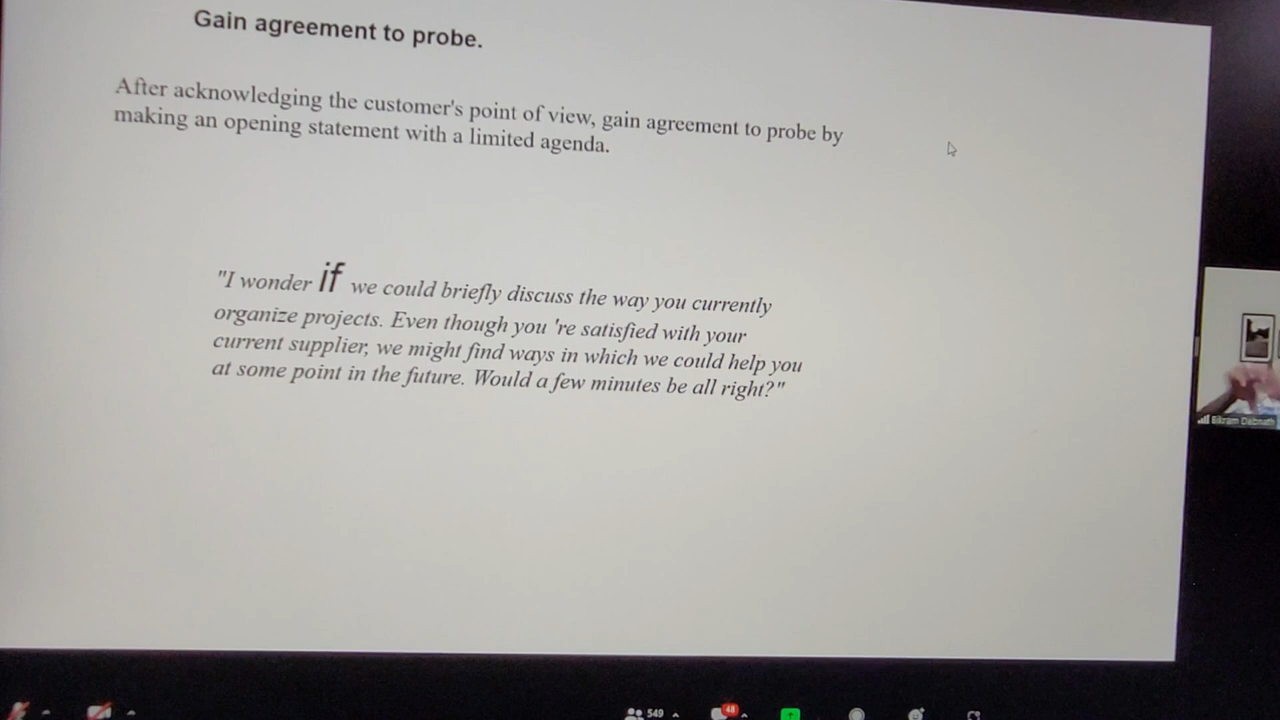 Gain agreement to probe.
After acknowledging the customer's point of view, gain agreement to probe by
making an opening statement with a limited agenda.
"I wonder if we could briefly discuss the way you currently
organize projects. Even though you 're satisfied with your
current supplier, we might find ways in which we could help you
at some point in the future. Would a few minutes be all right?"
549
48